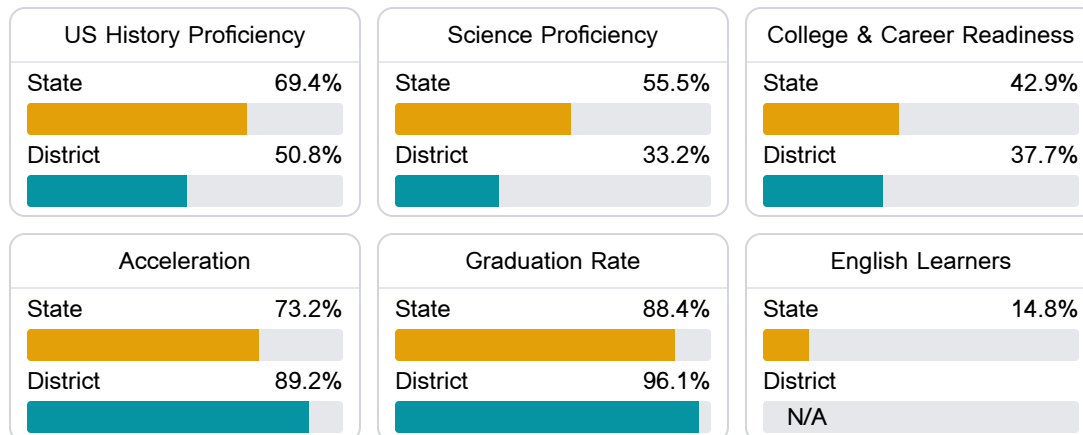 US History Proficiency
State 69.4%
District 50.8%
Science Proficiency
State 55.5%
District 33.2%
College & Career Readiness
State 42.9%
District 37.7%
Acceleration
State 73.2%
District 89.2%
Graduation Rate
State 88.4%
District 96.1%
English Learners
State 14.8%
District
N/A